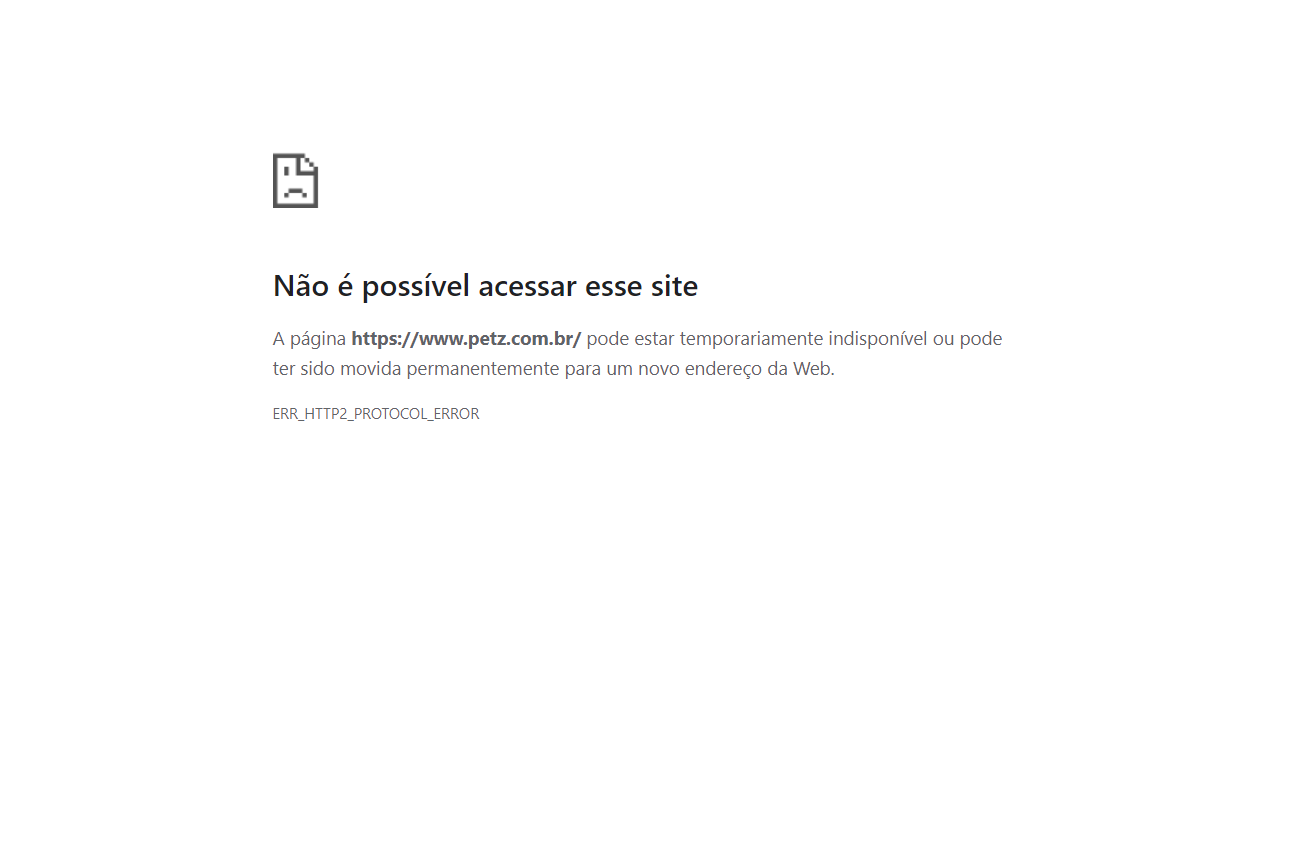 Não é possível acessar esse site
A página https://www.petz.com.br/ pode estar temporariamente indisponível ou pode
ter sido movida permanentemente para um novo endereço da Web.
ERR_HTTP2_PROTOCOL_ERROR